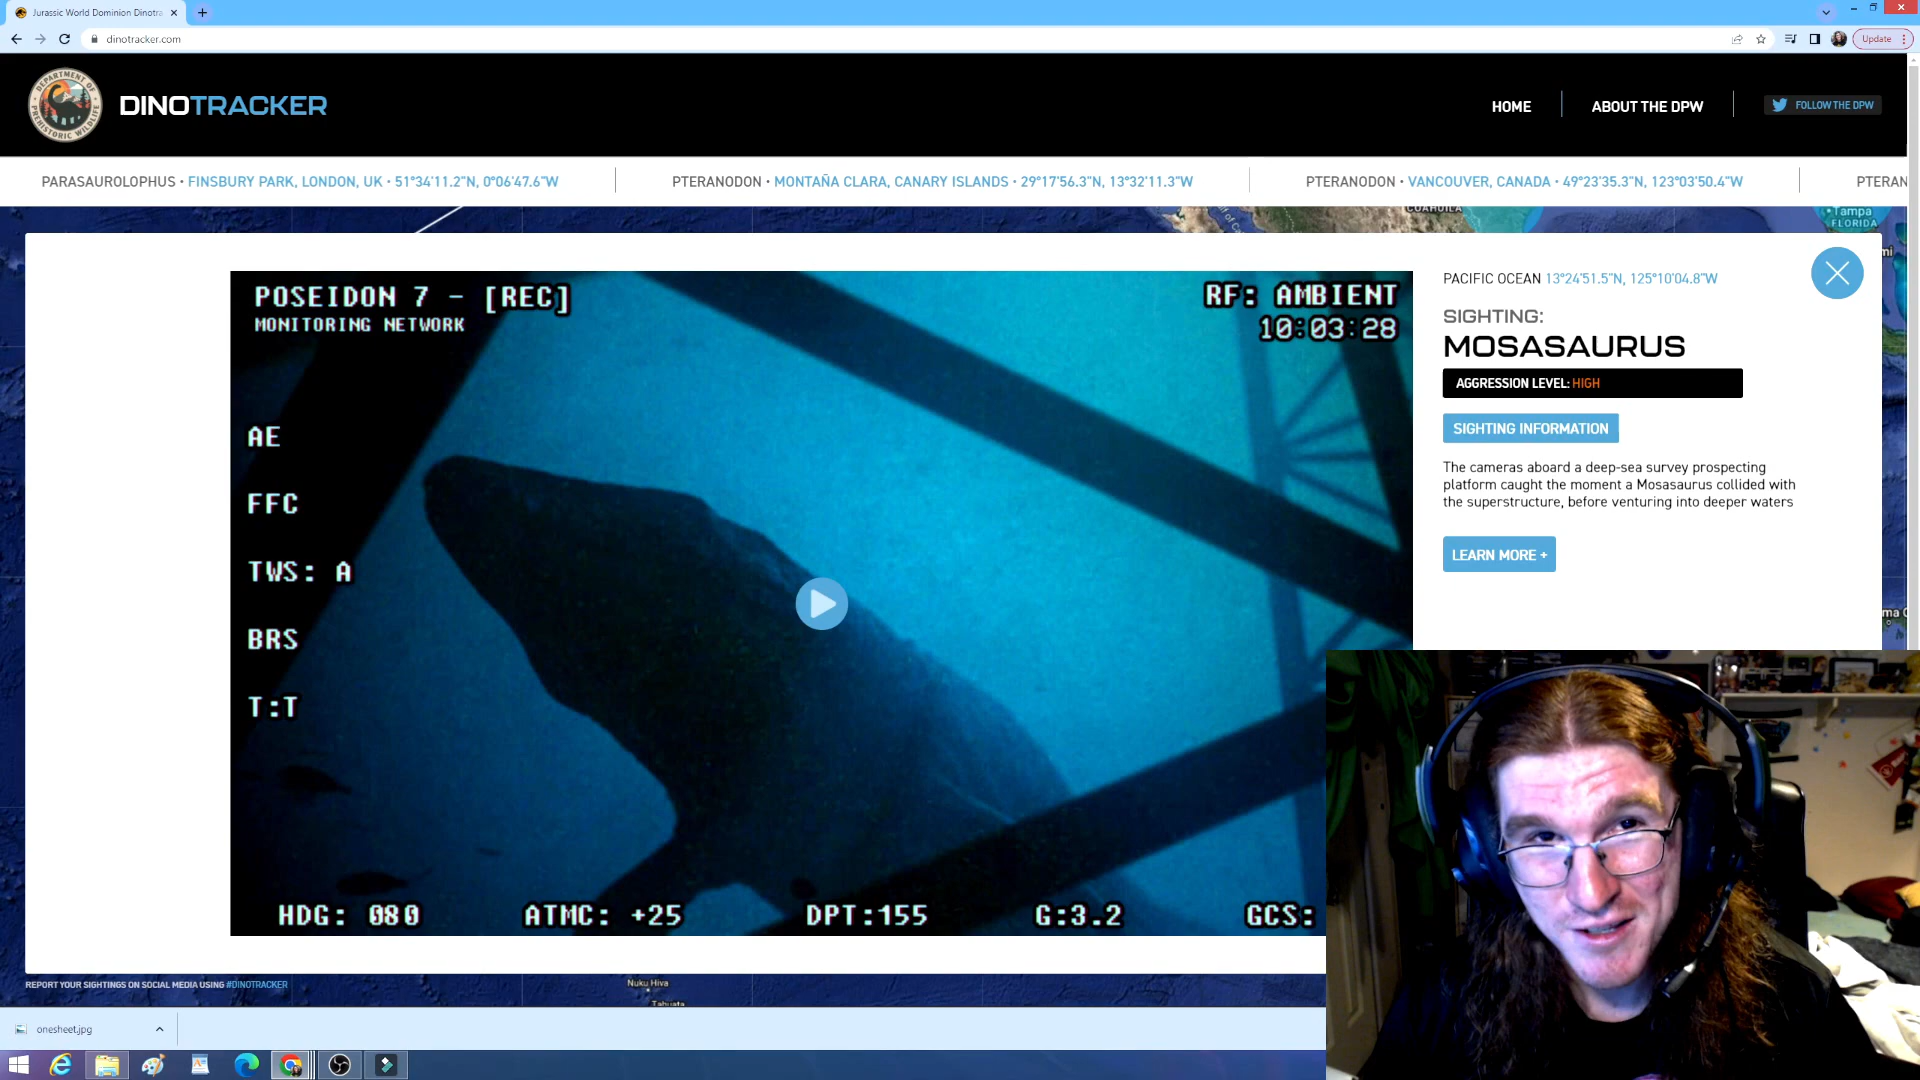 Jurassic World Dominion Dinotra
dinotracker.com
Update
DEPARTMENT OF
PREHISTORIC WILDLIFE
DINOTRACKER
HOME
ABOUT THE DPW
FOLLOW THE DPW
PARASAUROLOPHUS • FINSBURY PARK, LONDON, UK • 51°34'11.2"N, 0°06'47.6"W
PTERANODON • MONTAÑA CLARA, CANARY ISLANDS • 29°17'56.3"N, 13°32'11.3"W
PTERANODON • VANCOUVER, CANADA • 49°23'35.3"N, 123°03'50.4"W
PTERAN
COAHUILA
Tampa
FLORIDA
POSEIDON 7 - [REC]
MONITORING NETWORK
RF: AMBIENT
10:03:28
AE
FFC
TWS: A
BRS
T:T
HDG: 080
ATMC: +25
DPT:155
G:3.2
GCS:
PACIFIC OCEAN 13°24'51.5"N, 125°10'04.8"W
SIGHTING:
MOSASAURUS
AGGRESSION LEVEL: HIGH
SIGHTING INFORMATION
The cameras aboard a deep-sea survey prospecting
platform caught the moment a Mosasaurus collided with
the superstructure, before venturing into deeper waters
LEARN MORE +
REPORT YOUR SIGHTINGS ON SOCIAL MEDIA USING #DINOTRACKER
Nuku Hiva
Tahuata
onesheet.jpg